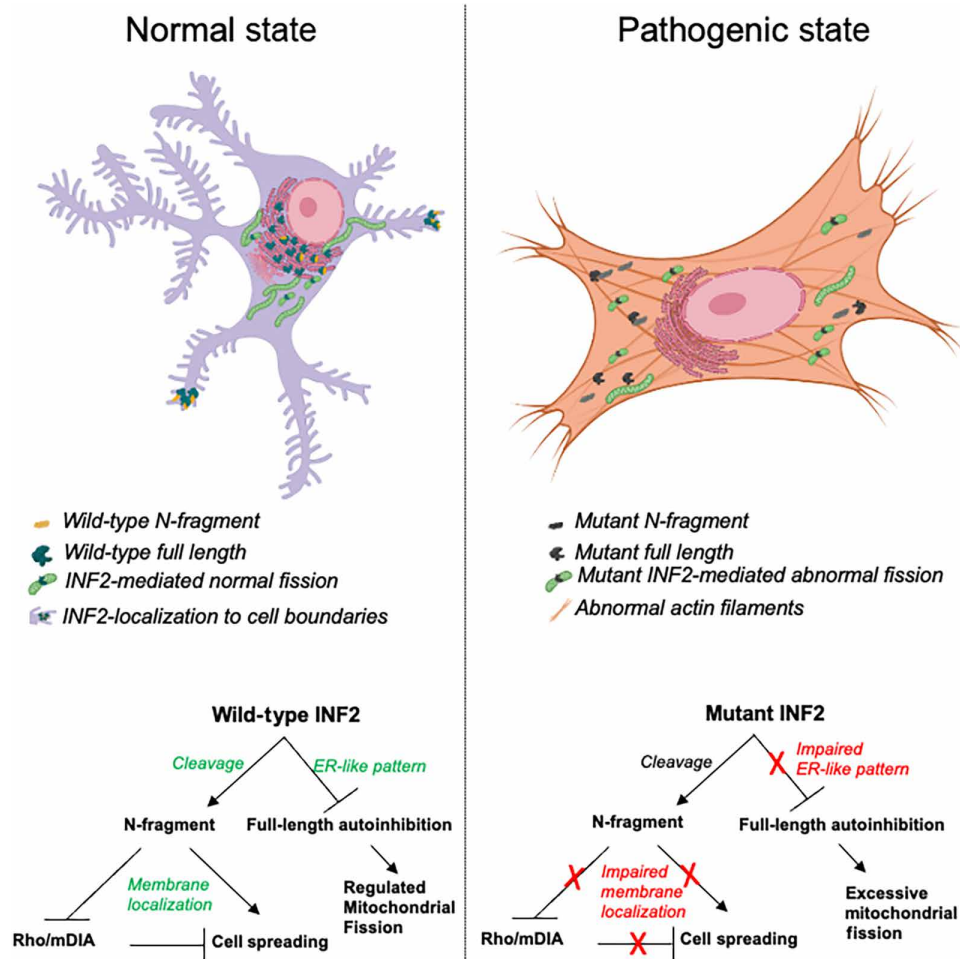 Normal state
Wild-type N-fragment
Wild-type full length
INF2-mediated normal fission
INF2-localization to cell boundaries
Wild-type INF2
Cleavage
ER-like pattern
N-fragment
Full-length autoinhibition
Membrane
localization
Regulated
Mitochondrial
Fission
Rho/mDIA
Cell spreading
Pathogenic state
Mutant N-fragment
Mutant full length
Mutant INF2-mediated abnormal fission
Abnormal actin filaments
Mutant INF2
Cleavage
Impaired
ER-like pattern
N-fragment
Full-length autoinhibition
Impaired
membrane
localization
Excessive
mitochondrial
fission
Rho/mDIA
Cell spreading